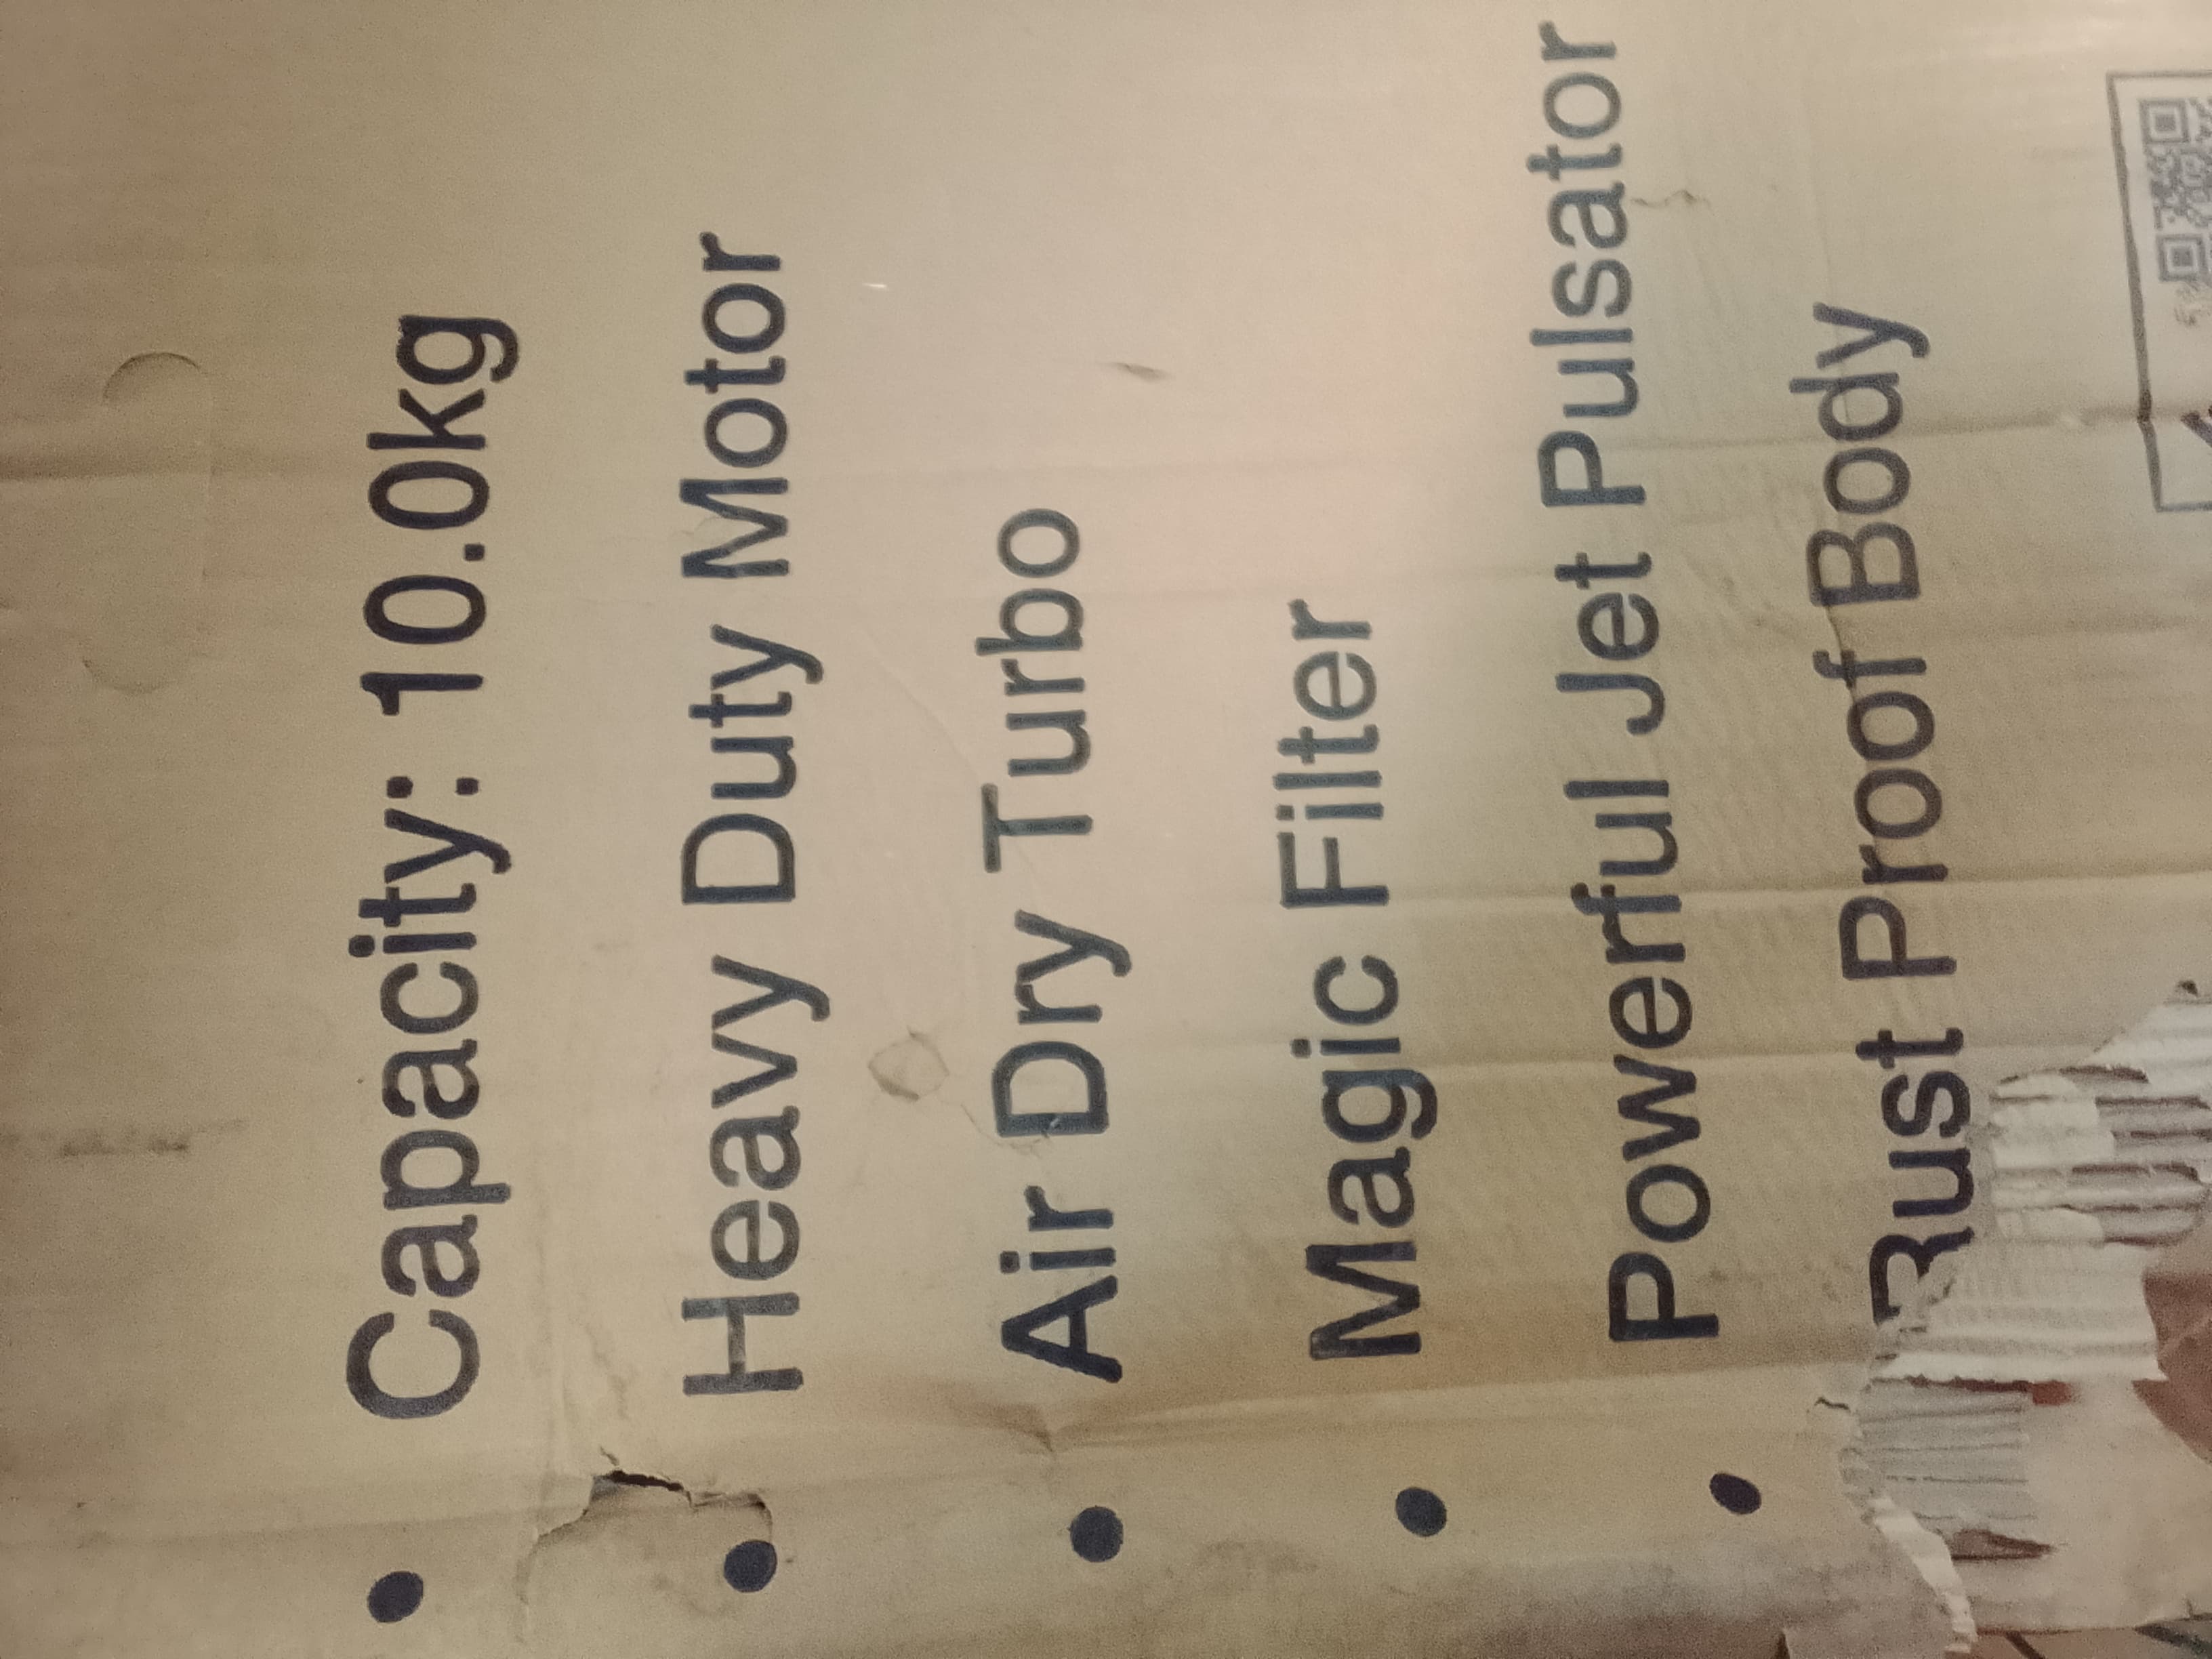 • Capacity: 10.0kg
• Heavy Duty Motor
• Air Dry Turbo
• Magic Filter
• Powerful Jet Pulsator
Rust Proof Body